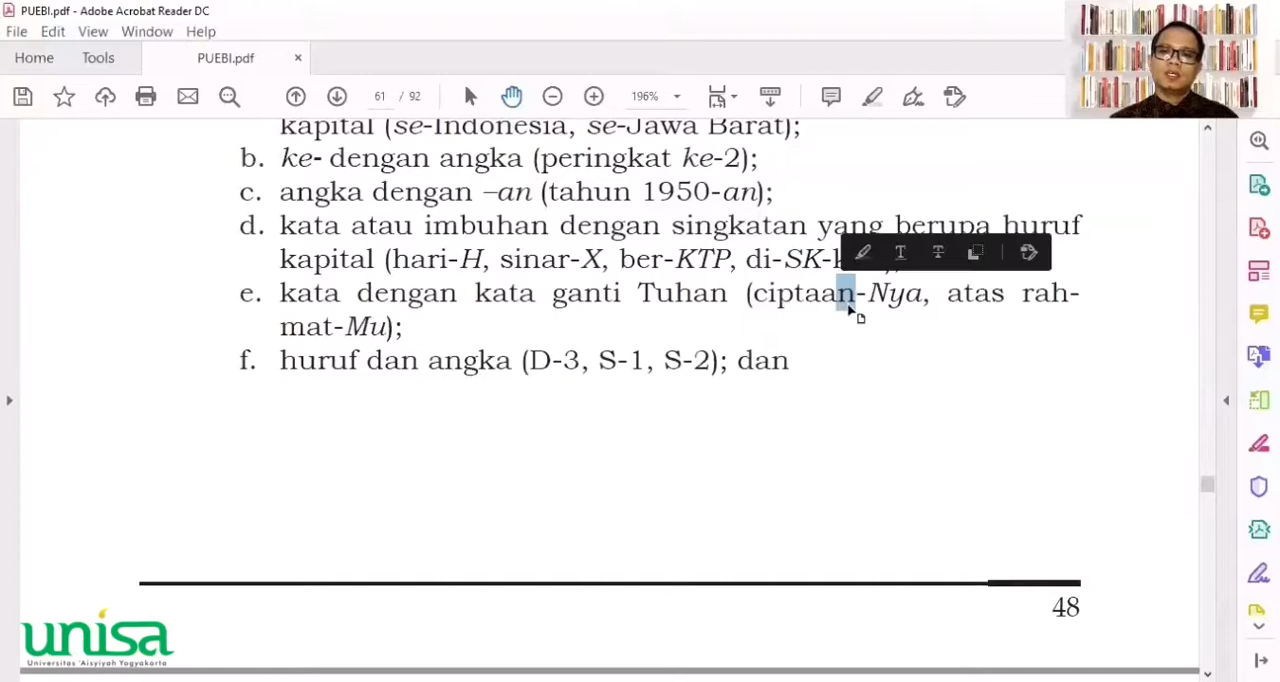 PUEBI.pdf - Adobe Acrobat Reader DC
File Edit View Window Help
Home Tools PUEBI.pdf ×
61 / 92 196%
kapital (se-Indonesia, se-Jawa Barat);
b. ke- dengan angka (peringkat ke-2);
c. angka dengan –an (tahun 1950-an);
d. kata atau imbuhan dengan singkatan yang berupa huruf
kapital (hari-H, sinar-X, ber-KTP, di-SK-
e. kata dengan kata ganti Tuhan (ciptaan-Nya, atas rah-
mat-Mu);
f. huruf dan angka (D-3, S-1, S-2); dan
48
unisa
Universitas 'Aisyiyah Yogyakarta